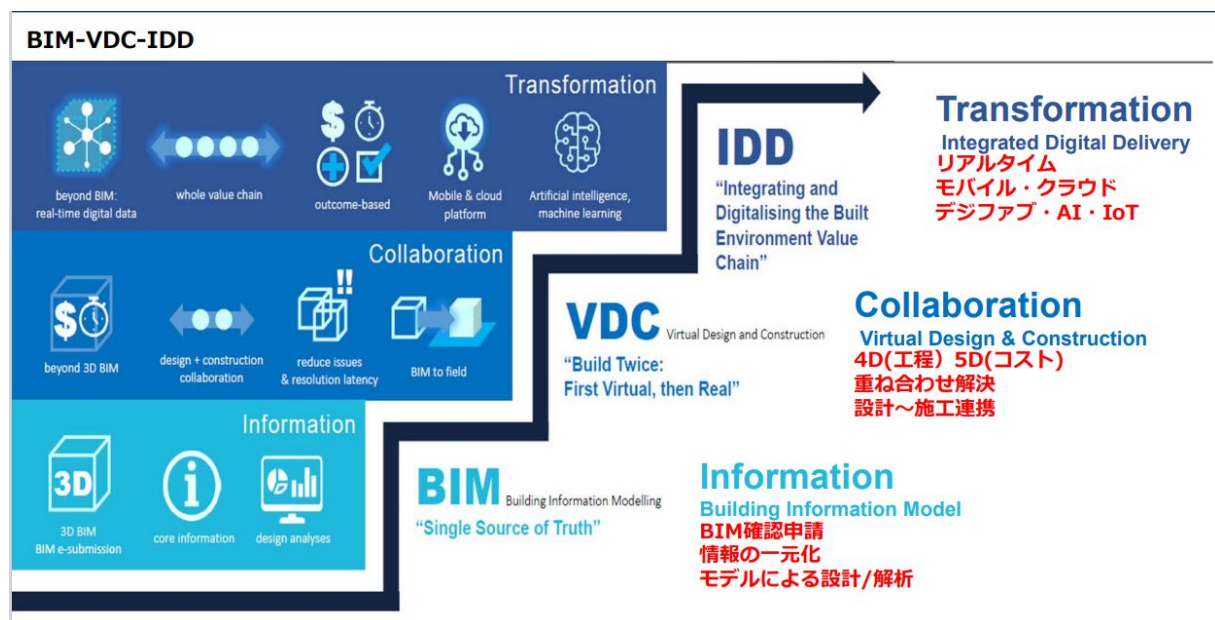 BIM-VDC-IDD
Transformation
beyond BIM:
real-time digital data
whole value chain
$
outcome-based
Mobile & cloud
platform
Artificial intelligence,
machine learning
IDD
"Integrating and
Digitalising the Built
Environment Value
Chain"
Transformation
Integrated Digital Delivery
リアルタイム
モバイル・クラウド
デジファブ・AI・IoT
Collaboration
$
beyond 3D BIM
design + construction
collaboration
!!
reduce issues
& resolution latency
BIM to field
VDC Virtual Design and Construction
"Build Twice:
First Virtual, then Real"
Collaboration
Virtual Design & Construction
4D(工程）5D(コスト)
重ね合わせ解決
設計～施工連携
Information
3D
3D BIM
BIM e-submission
i
core information
design analyses
BIM Building Information Modelling
"Single Source of Truth"
Information
Building Information Model
BIM確認申請
情報の一元化
モデルによる設計/解析